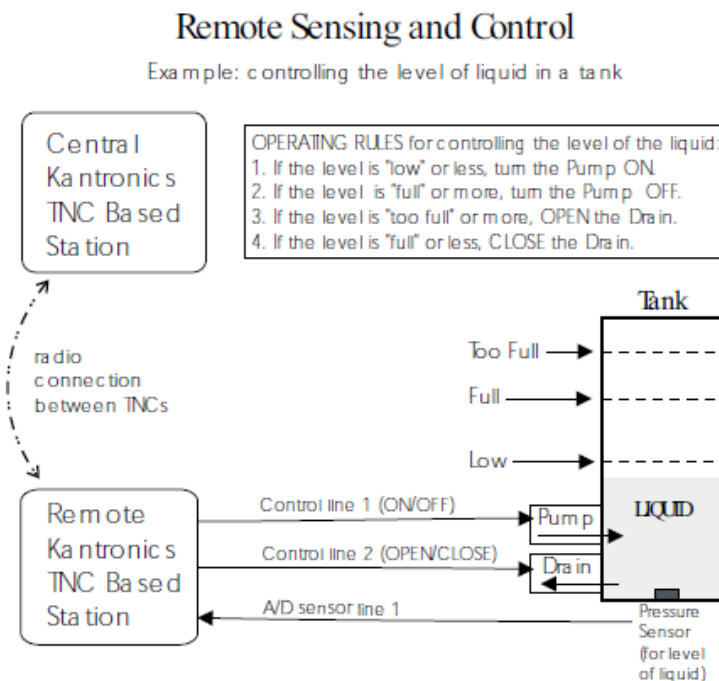 Remote Sensing and Control
Example: controlling the level of liquid in a tank
Central
Kantronics
TNC Based
Station
OPERATING RULES for controlling the level of the liquid:
1. If the level is "low" or less, turn the Pump ON.
2. If the level is "full" or more, turn the Pump OFF.
3. If the level is "too full" or more, OPEN the Drain.
4. If the level is "full" or less, CLOSE the Drain.
radio
connection
between TNCs
Tank
Too Full
Full
Low
LIQUID
Remote
Kantronics
TNC Based
Station
Control line 1 (ON/OFF)
Pump
Control line 2 (OPEN/CLOSE)
Drain
A/D sensor line 1
Pressure
Sensor
(for level
of liquid)